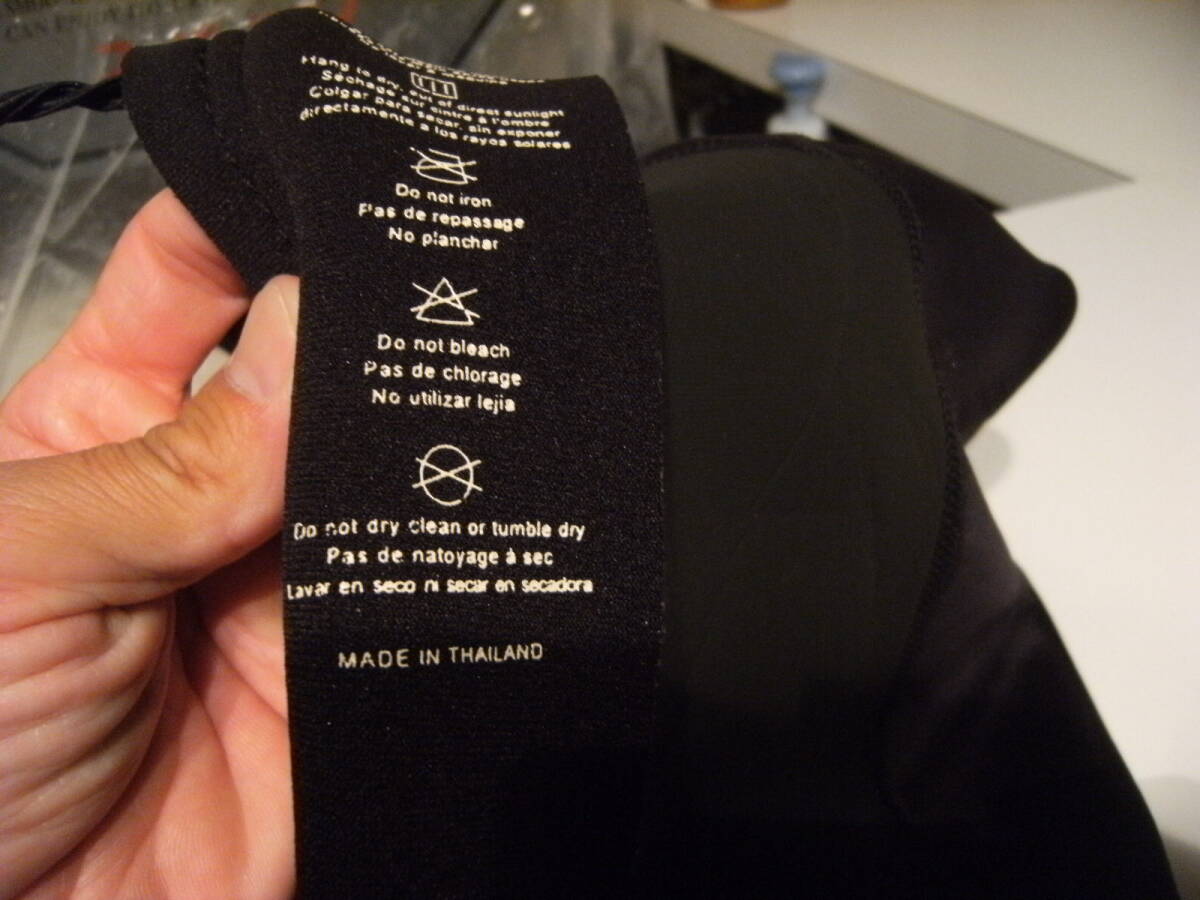 CAN ENJOY
Hang to dry, out of direct sunlight
Séchage sur cintre à l'ombre
Colgar para secar, sin exponer
directamente a los rayos solares
Do not iron
Pas de repassage
No planchar
Do not bleach
Pas de chlorage
No utilizar lejia
Do not dry clean or tumble dry
Pas de natoyage à sec
Lavar en seco ni secar en secadora
MADE IN THAILAND